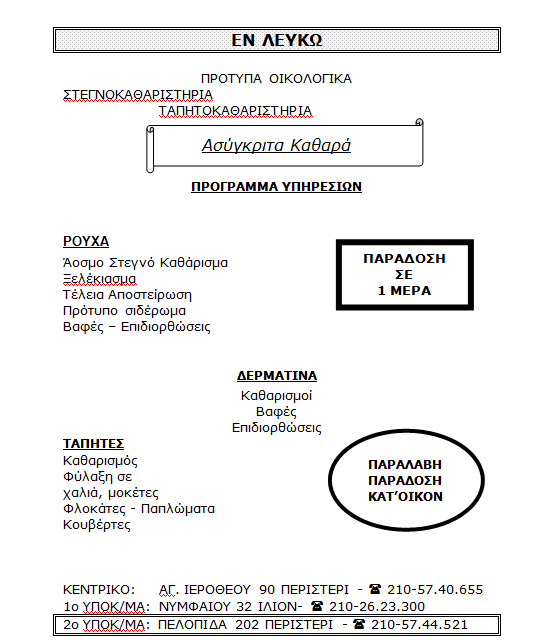 ΕΝ ΛΕΥΚΩ
ΠΡΟΤΥΠΑ ΟΙΚΟΛΟΓΙΚΑ
ΣΤΕΓΝΟΚΑΘΑΡΙΣΤΗΡΙΑ
ΤΑΠΗΤΟΚΑΘΑΡΙΣΤΗΡΙΑ
Ασύγκριτα Καθαρά
ΠΡΟΓΡΑΜΜΑ ΥΠΗΡΕΣΙΩΝ
ΡΟΥΧΑ
Άοσμο Στεγνό Καθάρισμα
Ξελέκιασμα
Τέλεια Αποστείρωση
Πρότυπο σιδέρωμα
Βαφές – Επιδιορθώσεις
ΠΑΡΑΔΟΣΗ
ΣΕ
1 ΜΕΡΑ
ΔΕΡΜΑΤΙΝΑ
Καθαρισμοί
Βαφές
Επιδιορθώσεις
ΤΑΠΗΤΕΣ
Καθαρισμός
Φύλαξη σε
χαλιά, μοκέτες
Φλοκάτες - Παπλώματα
Κουβέρτες
ΠΑΡΑΛΑΒΗ
ΠΑΡΑΔΟΣΗ
ΚΑΤ’ΟΙΚΟΝ
ΚΕΝΤΡΙΚΟ: ΑΓ. ΙΕΡΟΘΕΟΥ 90 ΠΕΡΙΣΤΕΡΙ - ☎ 210-57.40.655
1ο ΥΠΟΚ/ΜΑ: ΝΥΜΦΑΙΟΥ 32 ΙΛΙΟΝ- ☎ 210-26.23.300
2ο ΥΠΟΚ/ΜΑ: ΠΕΛΟΠΙΔΑ 202 ΠΕΡΙΣΤΕΡΙ - ☎ 210-57.44.521